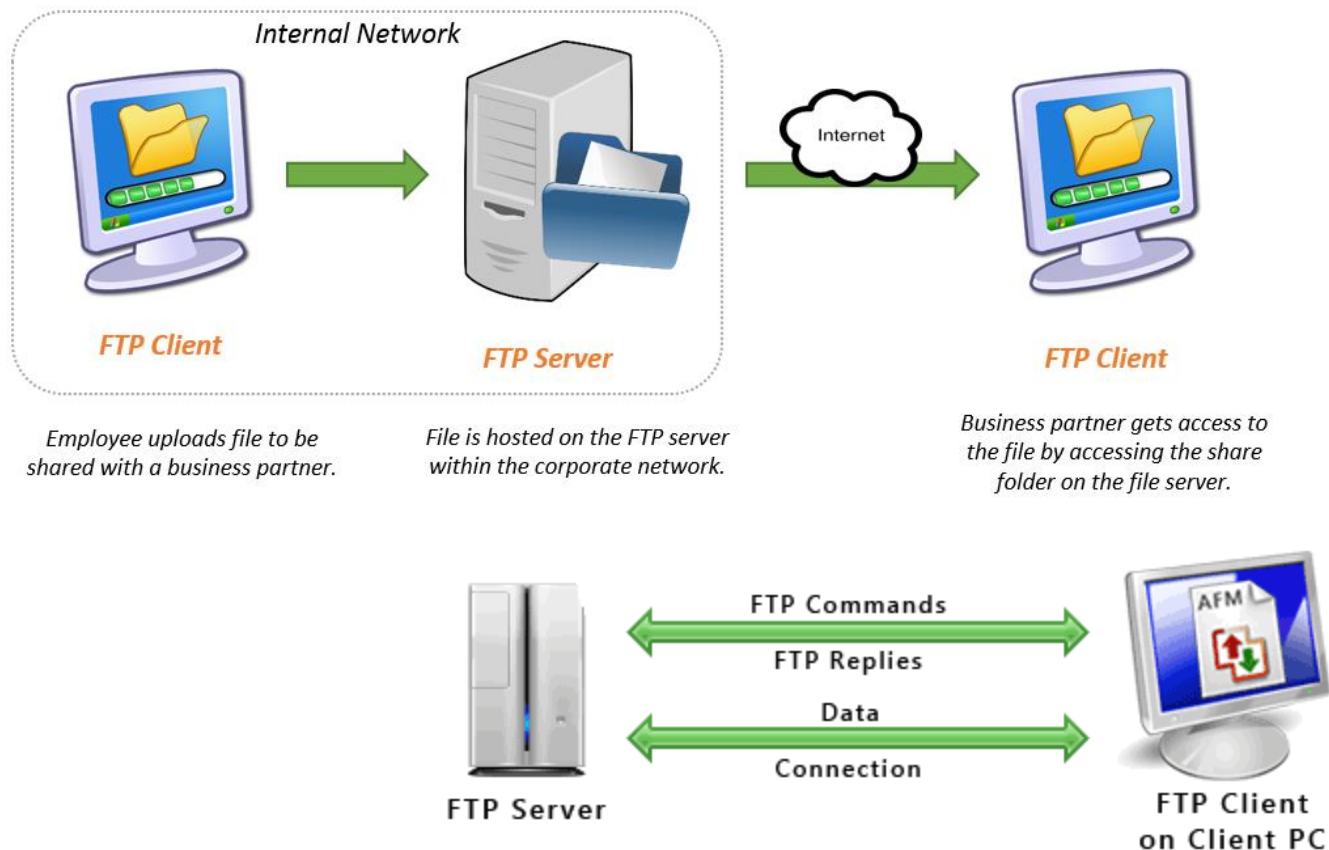 Internal Network
Internet
FTP Client
FTP Server
FTP Client
Employee uploads file to be
shared with a business partner.
File is hosted on the FTP server
within the corporate network.
Business partner gets access to
the file by accessing the share
folder on the file server.
FTP Commands
FTP Replies
Data
Connection
AFM
FTP Server
FTP Client
on Client PC